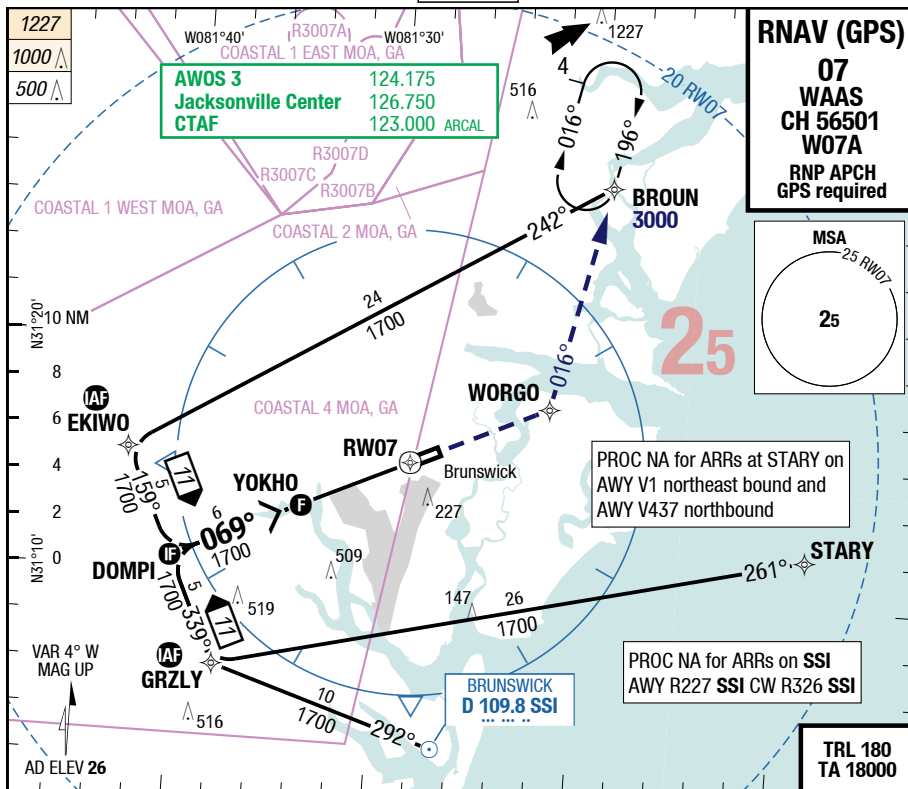 1227
1000
500
W081°40'
W081°30'
R3007A
COASTAL 1 EAST MOA, GA
AWOS 3 124.175
Jacksonville Center 126.750
CTAF 123.000 ARCAL
516
1227
20 RW07
4
016°
196°
RNAV (GPS)
07
WAAS
CH 56501
W07A
RNP APCH
GPS required
R3007D
R3007C
R3007B
COASTAL 1 WEST MOA, GA
COASTAL 2 MOA, GA
BROUN
3000
242°
24
1700
MSA
25 RW07
25
25
N31°20'
10 NM
8
6
4
2
0
N31°10'
IAF
EKIWO
COASTAL 4 MOA, GA
WORGO
016°
RW07
Brunswick
227
159°
5
1700
11
YOKHO
F
6
069°
1700
IF
DOMPI
509
519
147
PROC NA for ARRs at STARY on
AWY V1 northeast bound and
AWY V437 northbound
STARY
261°
26
1700
5
339°
1700
11
IAF
GRZLY
VAR 4° W
MAG UP
516
10
1700
292°
BRUNSWICK
D 109.8 SSI
... ... ..
PROC NA for ARRs on SSI
AWY R227 SSI CW R326 SSI
AD ELEV 26
TRL 180
TA 18000